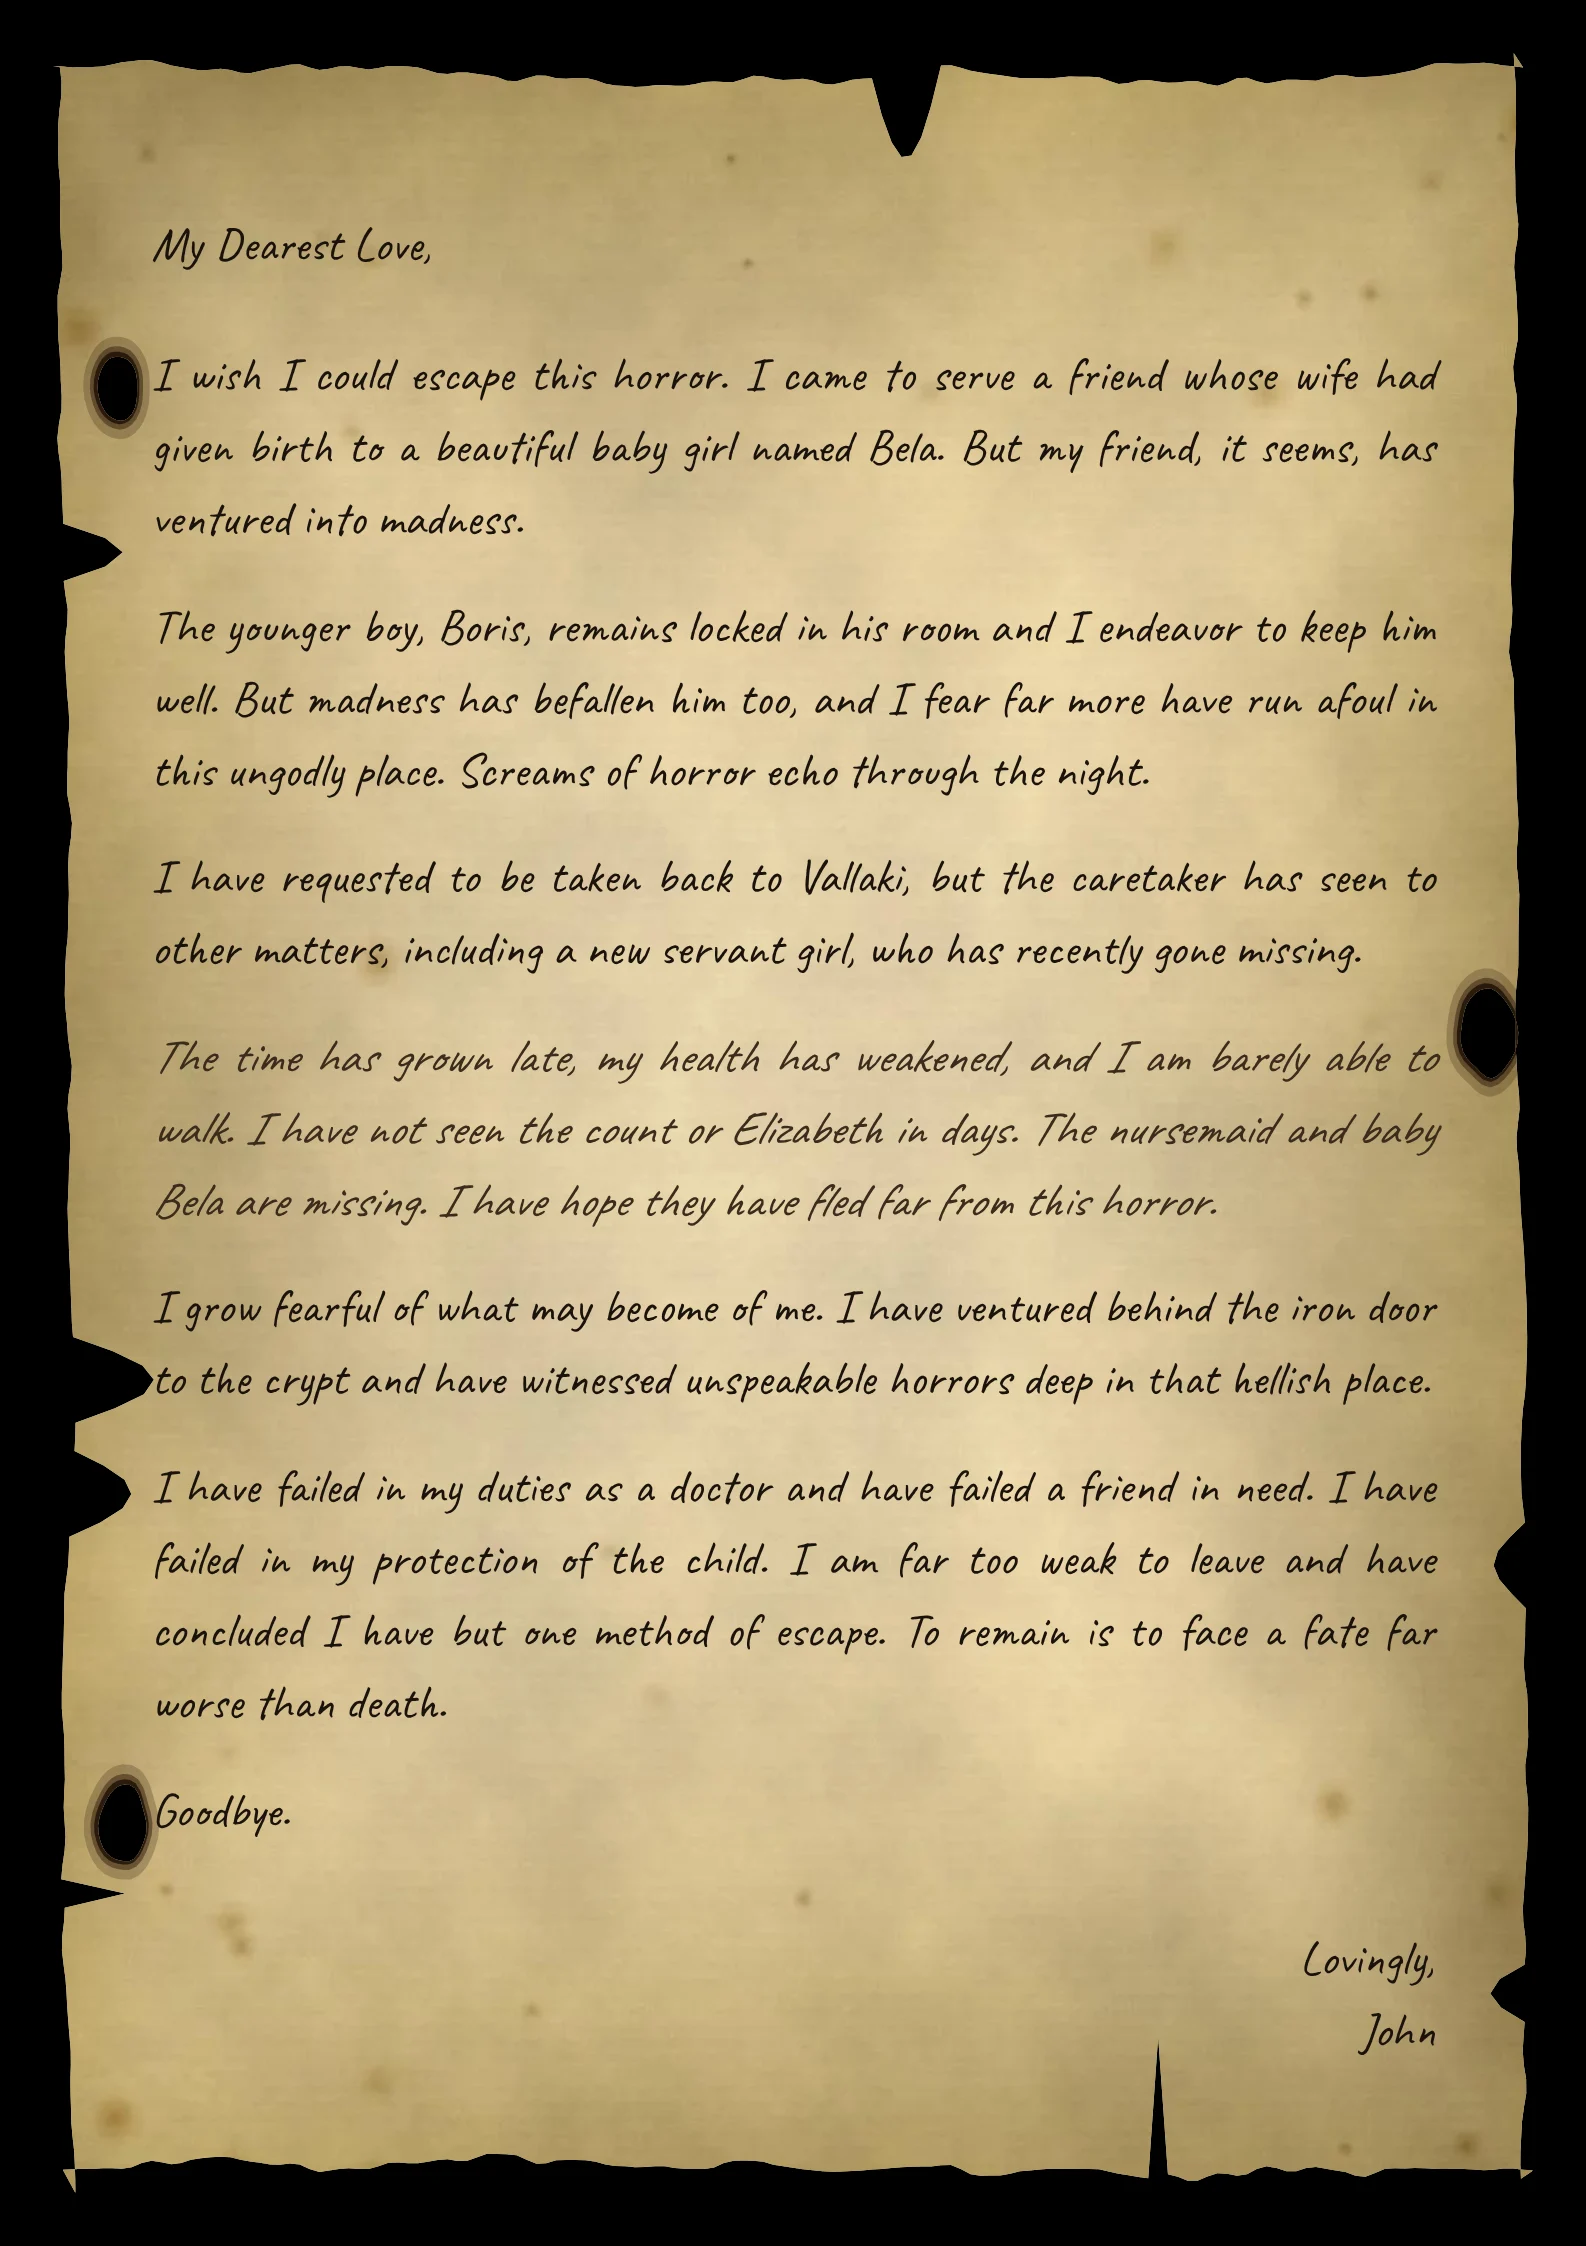 My Dearest Love,
I wish I could escape this horror. I came to serve a friend whose wife had
given birth to a beautiful baby girl named Bela. But my friend, it seems, has
ventured into madness.
The younger boy, Boris, remains locked in his room and I endeavor to keep him
well. But madness has befallen him too, and I fear far more have run afoul in
this ungodly place. Screams of horror echo through the night.
I have requested to be taken back to Vallaki, but the caretaker has seen to
other matters, including a new servant girl, who has recently gone missing.
The time has grown late, my health has weakened, and I am barely able to
walk. I have not seen the count or Elizabeth in days. The nursemaid and baby
Bela are missing. I have hope they have fled far from this horror.
I grow fearful of what may become of me. I have ventured behind the iron door
to the crypt and have witnessed unspeakable horrors deep in that hellish place.
I have failed in my duties as a doctor and have failed a friend in need. I have
failed in my protection of the child. I am far too weak to leave and have
concluded I have but one method of escape. To remain is to face a fate far
worse than death.
Goodbye.
Lovingly,
John